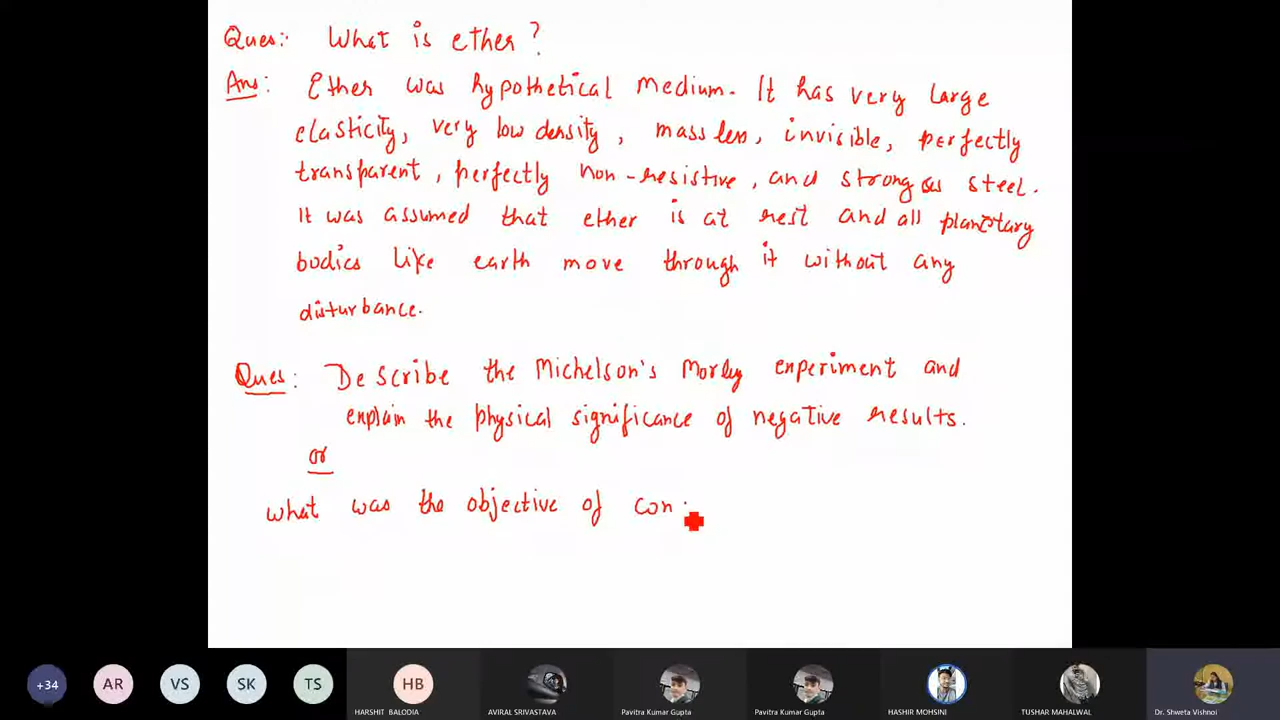 Ques:- What is ether?
Ans: Ether was hypothetical medium. It has very large
elasticity, very low density, mass less, invisible, perfectly
transparent, perfectly non-resistive, and strong as steel.
It was assumed that ether is at rest and all planetary
bodies like earth move through it without any
disturbance.
Ques: Describe the Michelson's Morley experiment and
explain the physical significance of negative results.
or
what was the objective of con
+34 AR VS SK TS HB
HARSHIT BALODIA AVIRAL SRIVASTAVA Pavitra Kumar Gupta Pavitra Kumar Gupta HASHIR MOHSINI TUSHAR MAHALWAL Dr. Shweta Vishnoi